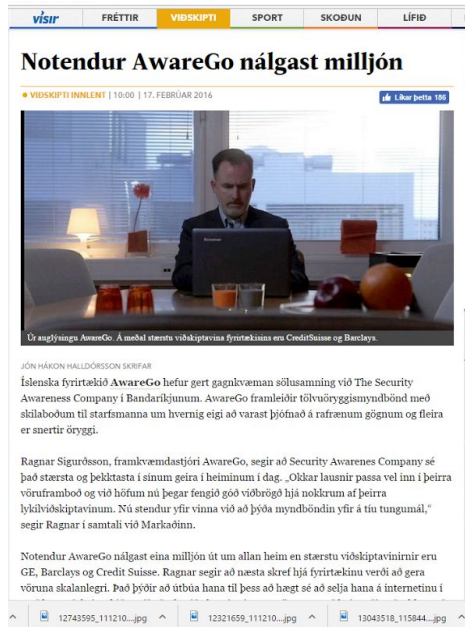 vísir FRÉTTIR VIÐSKIPTI SPORT SKOÐUN LÍFIÐ
Notendur AwareGo nálgast milljón
VIÐSKIPTI INNLENT | 10:00 | 17. FEBRÚAR 2016
Líkar þetta 186
Lenovo
Úr auglýsingu AwareGo. Á meðal stærstu viðskiptavina fyrirtækisins eru CreditSuisse og Barclays.
JÓN HÁKON HALLDÓRSSON SKRIFAR
Íslenska fyrirtækið AwareGo hefur gert gagnkvæman sölusamning við The Security
Awareness Company í Bandaríkjunum. AwareGo framleiðir tölvuöryggismyndbönd með
skilaboðum til starfsmanna um hvernig eigi að varast þjófnað á rafrænum gögnum og fleira
er snertir öryggi.
Ragnar Sigurðsson, framkvæmdastjóri AwareGo, segir að Security Awarenes Company sé
það stærsta og þekktasta í sínum geira í heiminum í dag. „Okkar lausnir passa vel inn í þeirra
vöruframboð og við höfum nú þegar fengið góð viðbrögð hjá nokkrum af þeirra
lykilviðskiptavinum. Nú stendur yfir vinna við að þýða myndböndin yfir á tíu tungumál,“
segir Ragnar í samtali við Markaðinn.
Notendur AwareGo nálgast eina milljón út um allan heim en stærstu viðskiptavinirnir eru
GE, Barclays og Credit Suisse. Ragnar segir að næsta skref hjá fyrirtækinu verði að gera
vöruna skalanlegri. Það þýðir að útbúa hana til þess að hægt sé að selja hana á internetinu í
12743595_111210....jpg 12321659_111210....jpg 13043518_115844....jpg